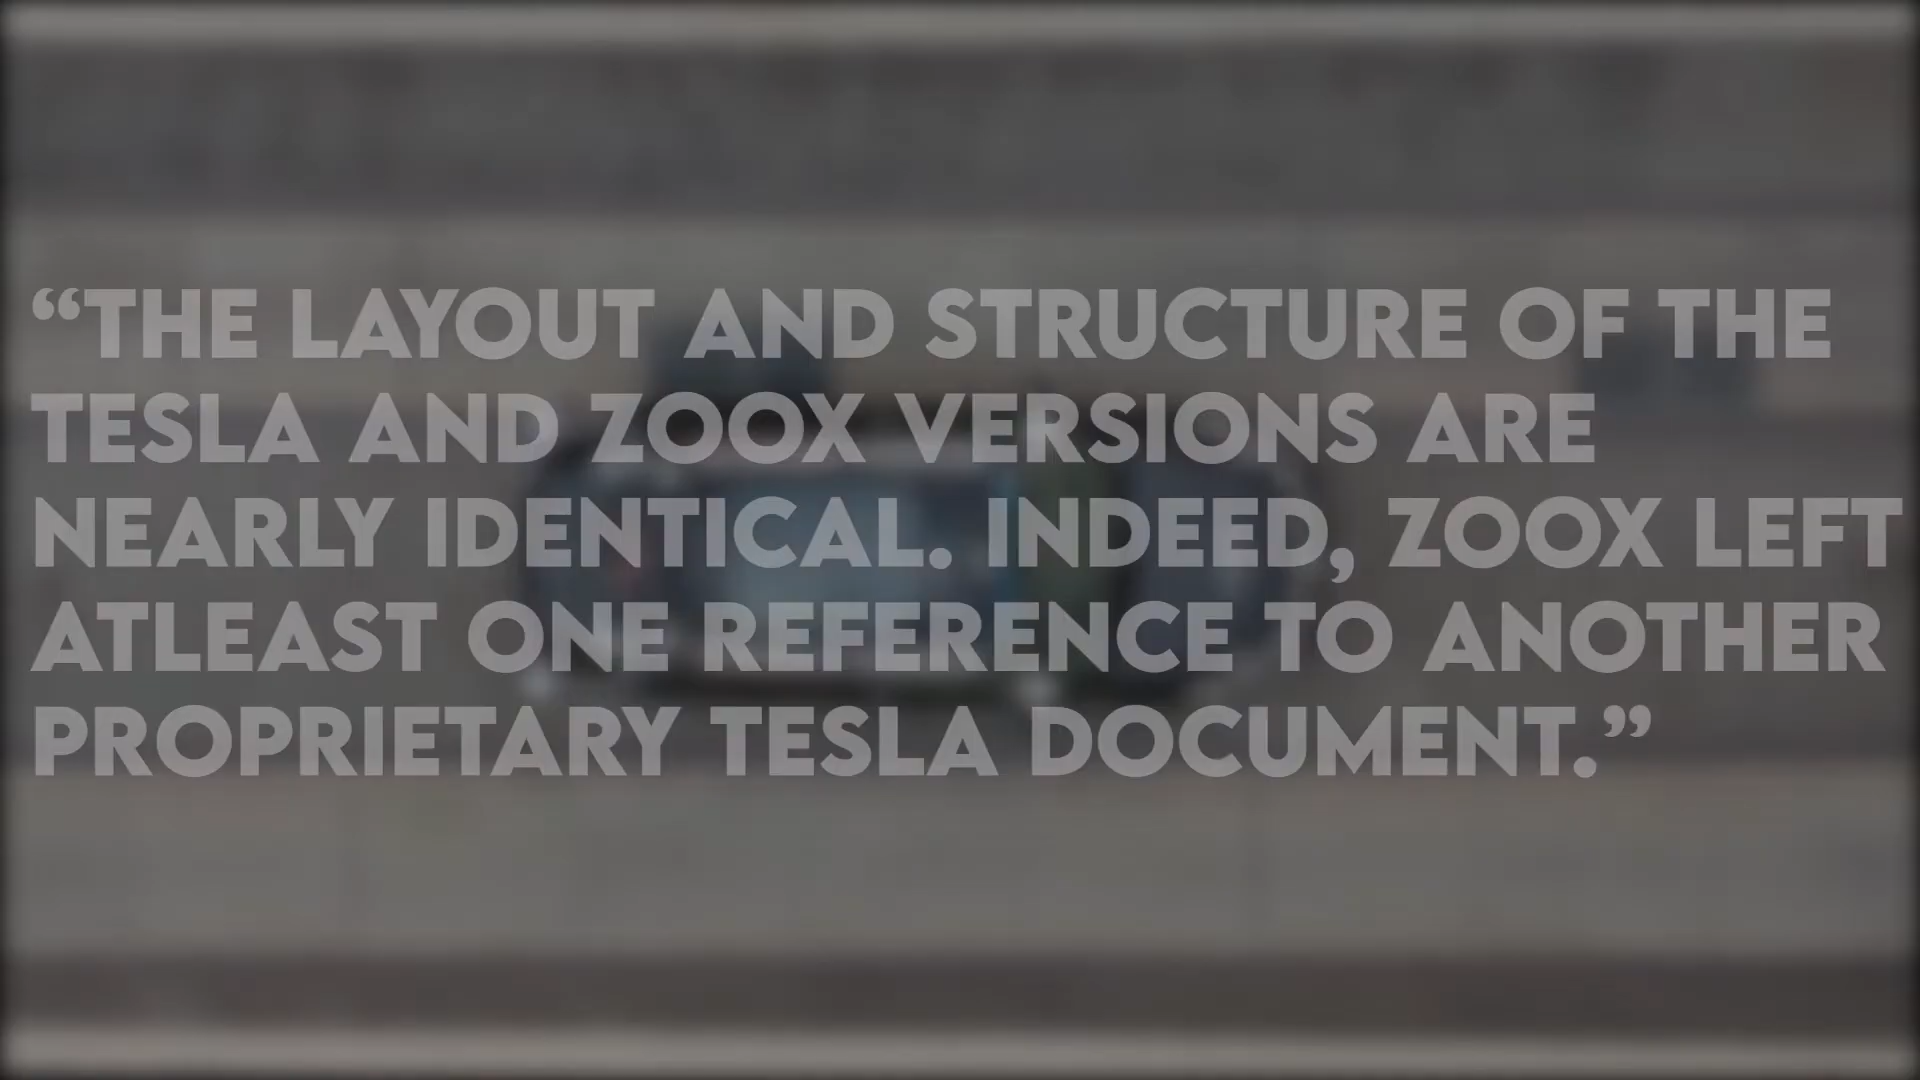 “THE LAYOUT AND STRUCTURE OF THE
TESLA AND ZOOX VERSIONS ARE
NEARLY IDENTICAL. INDEED, ZOOX LEFT
ATLEAST ONE REFERENCE TO ANOTHER
PROPRIETARY TESLA DOCUMENT.”